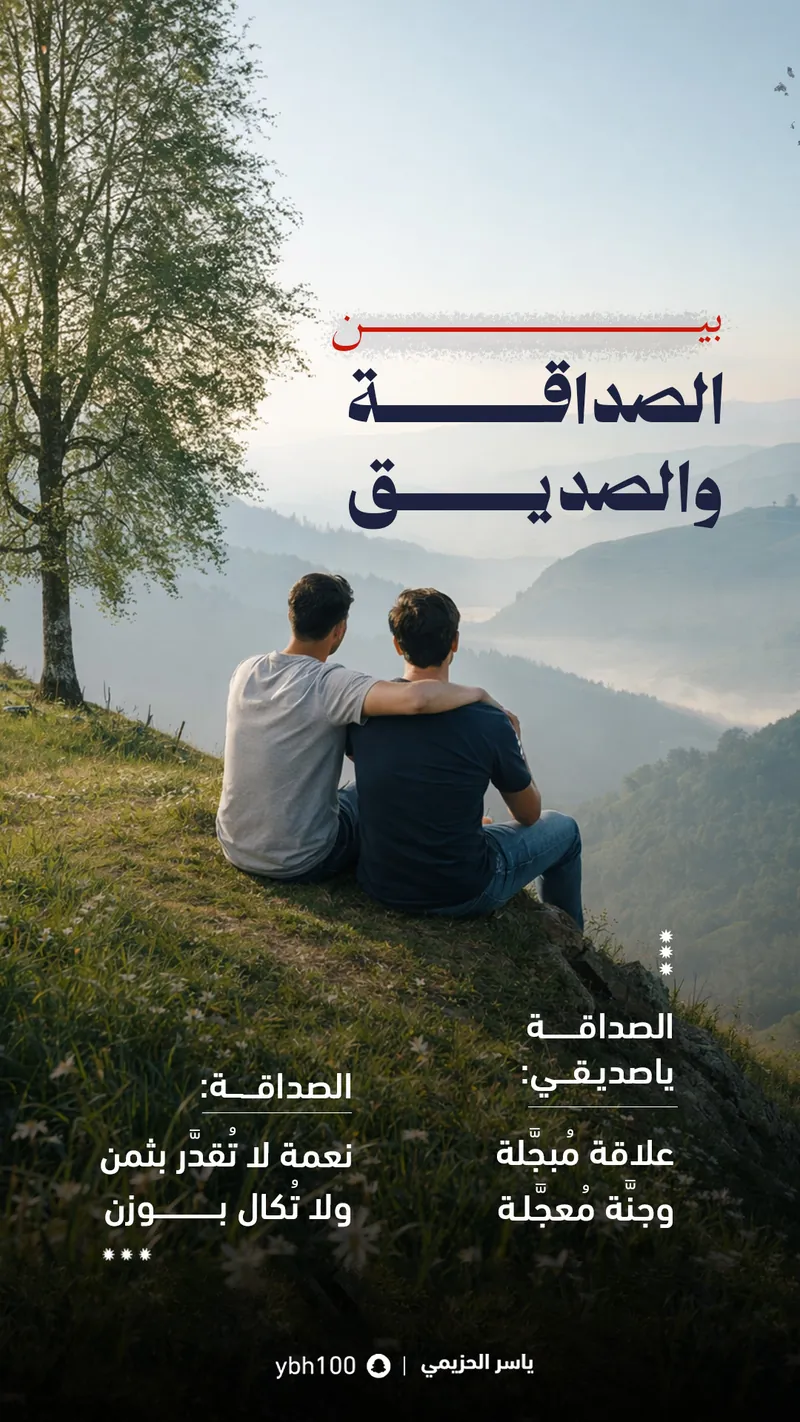 بين
الصداقة
والصديق
الصداقة
ياصديقي:
علاقة مُبجَّلة
وجنَّة مُعجَّلة
الصداقة:
نعمة لا تُقدَّر بثمن
ولا تُكال بوزن
ياسر الحزيمي | ybh100